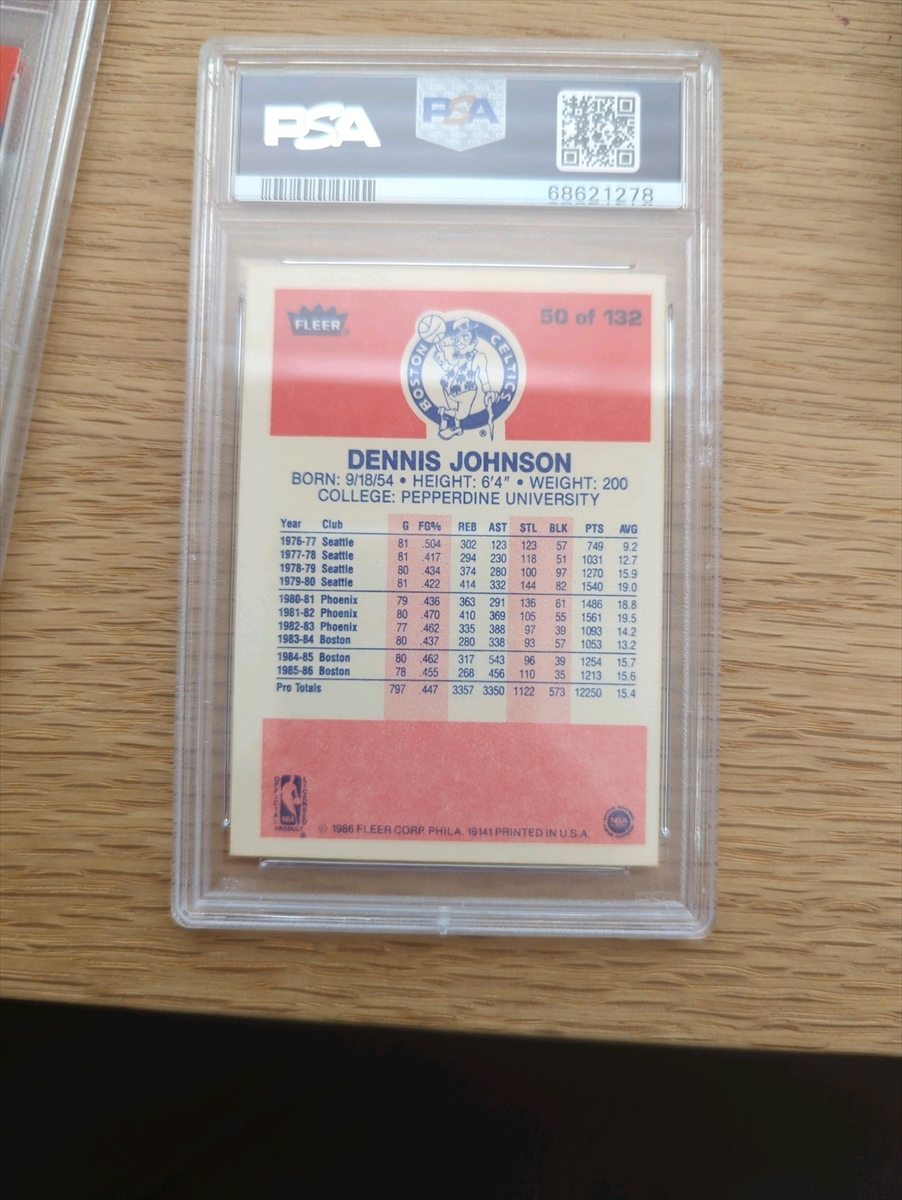 PSA PSA
68621278
FLEER 50 of 132
BOSTON CELTICS
DENNIS JOHNSON
BORN: 9/18/54 • HEIGHT: 6'4" • WEIGHT: 200
COLLEGE: PEPPERDINE UNIVERSITY
Year Club G FG% REB AST STL BLK PTS AVG
1976-77 Seattle 81 .504 302 123 123 57 749 9.2
1977-78 Seattle 81 .417 294 230 118 51 1031 12.7
1978-79 Seattle 80 .434 374 280 100 97 1270 15.9
1979-80 Seattle 81 .422 414 332 144 82 1540 19.0
1980-81 Phoenix 79 .436 363 291 136 61 1486 18.8
1981-82 Phoenix 80 .470 410 369 105 55 1561 19.5
1982-83 Phoenix 77 .462 335 388 97 39 1093 14.2
1983-84 Boston 80 .437 280 338 93 57 1053 13.2
1984-85 Boston 80 .462 317 543 96 39 1254 15.7
1985-86 Boston 78 .455 268 456 110 35 1213 15.6
Pro Totals 797 .447 3357 3350 1122 573 12250 15.4
OFFICIAL LICENSED
PRODUCT
NBA
© 1986 FLEER CORP PHILA. 19141 PRINTED IN U.S.A.